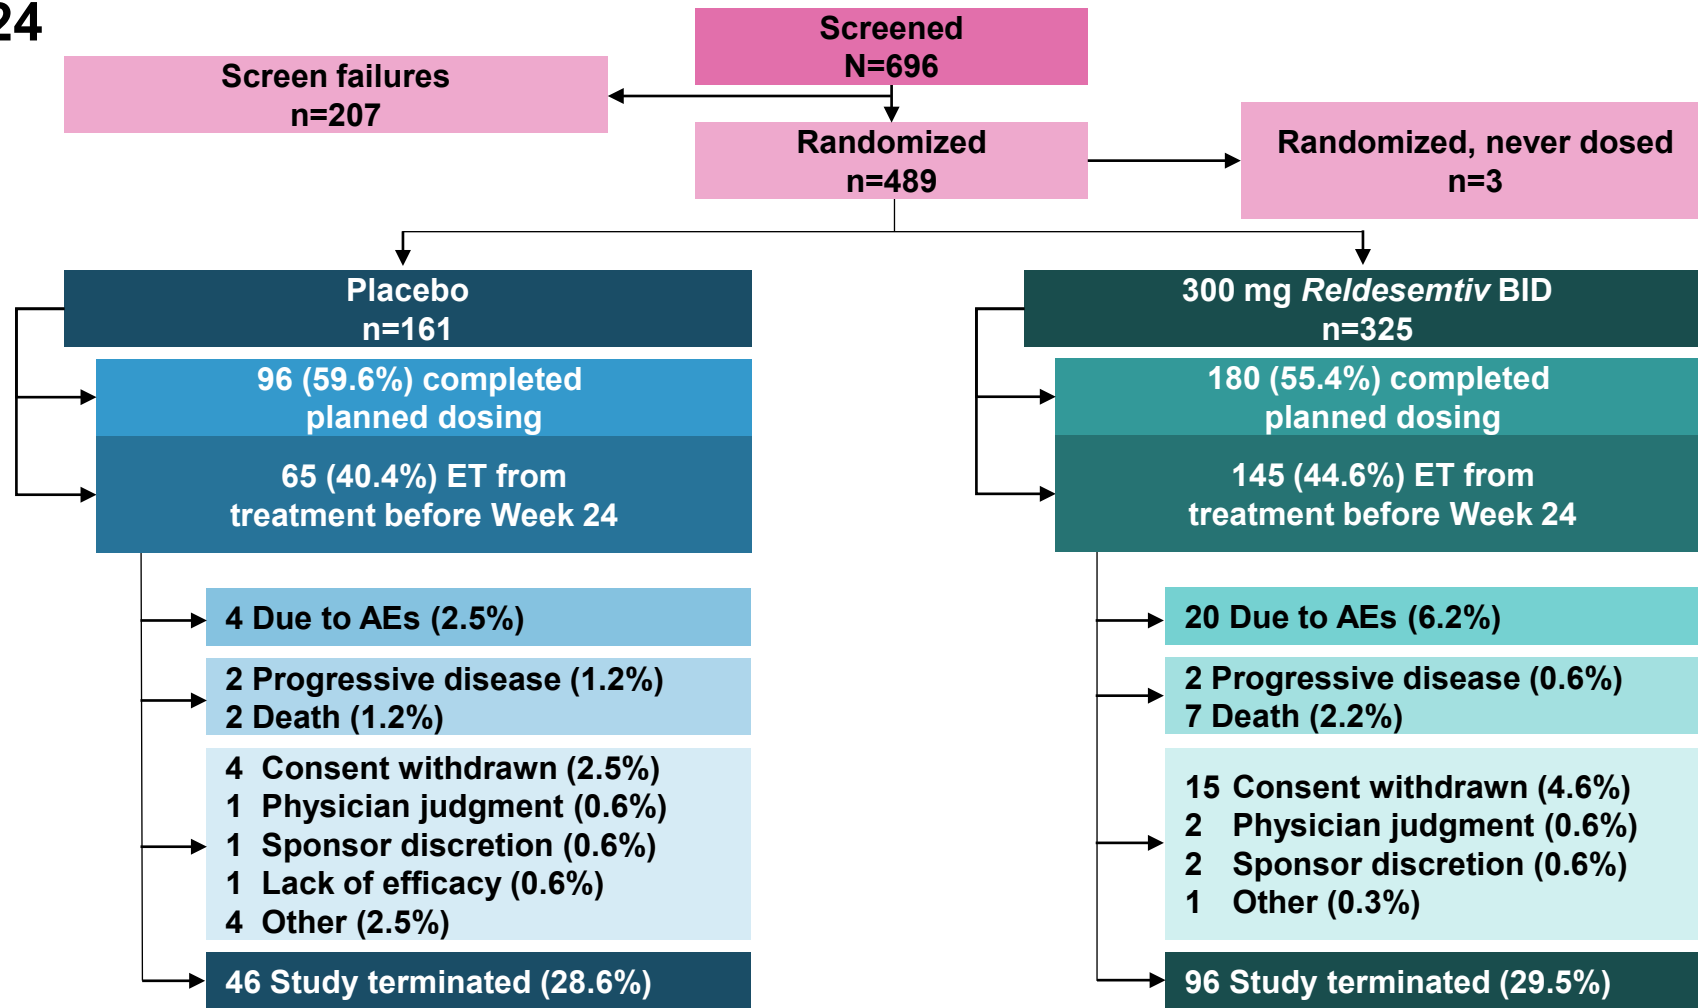 24
Screened
N=696
Screen failures
n=207
Randomized
n=489
Randomized, never dosed
n=3
Placebo
n=161
96 (59.6%) completed
planned dosing
65 (40.4%) ET from
treatment before Week 24
4 Due to AEs (2.5%)
2 Progressive disease (1.2%)
2 Death (1.2%)
4 Consent withdrawn (2.5%)
1 Physician judgment (0.6%)
1 Sponsor discretion (0.6%)
1 Lack of efficacy (0.6%)
4 Other (2.5%)
46 Study terminated (28.6%)
300 mg Reldesemtiv BID
n=325
180 (55.4%) completed
planned dosing
145 (44.6%) ET from
treatment before Week 24
20 Due to AEs (6.2%)
2 Progressive disease (0.6%)
7 Death (2.2%)
15 Consent withdrawn (4.6%)
2 Physician judgment (0.6%)
2 Sponsor discretion (0.6%)
1 Other (0.3%)
96 Study terminated (29.5%)